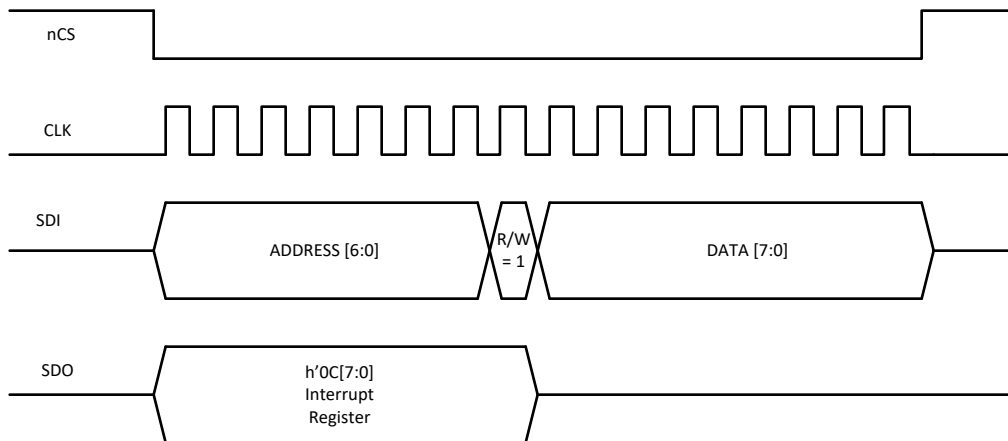 nCS
CLK
SDI
ADDRESS [6:0]
R/W
= 1
DATA [7:0]
SDO
h’0C[7:0]
Interrupt
Register